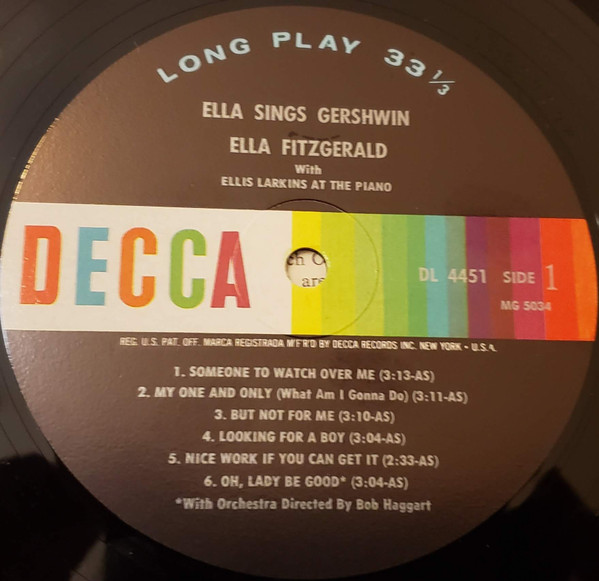 LONG PLAY 33 1/3
ELLA SINGS GERSHWIN
ELLA FITZGERALD
With
ELLIS LARKINS AT THE PIANO
DECCA
DL 4451 SIDE 1
MG 5034
REG. U.S. PAT. OFF. MARCA REGISTRADA M'F'R'D BY DECCA RECORDS INC. NEW YORK • U.S.A.
1. SOMEONE TO WATCH OVER ME (3:13-AS)
2. MY ONE AND ONLY (What Am I Gonna Do) (3:11-AS)
3. BUT NOT FOR ME (3:10-AS)
4. LOOKING FOR A BOY (3:04-AS)
5. NICE WORK IF YOU CAN GET IT (2:33-AS)
6. OH, LADY BE GOOD* (3:04-AS)
*With Orchestra Directed By Bob Haggart